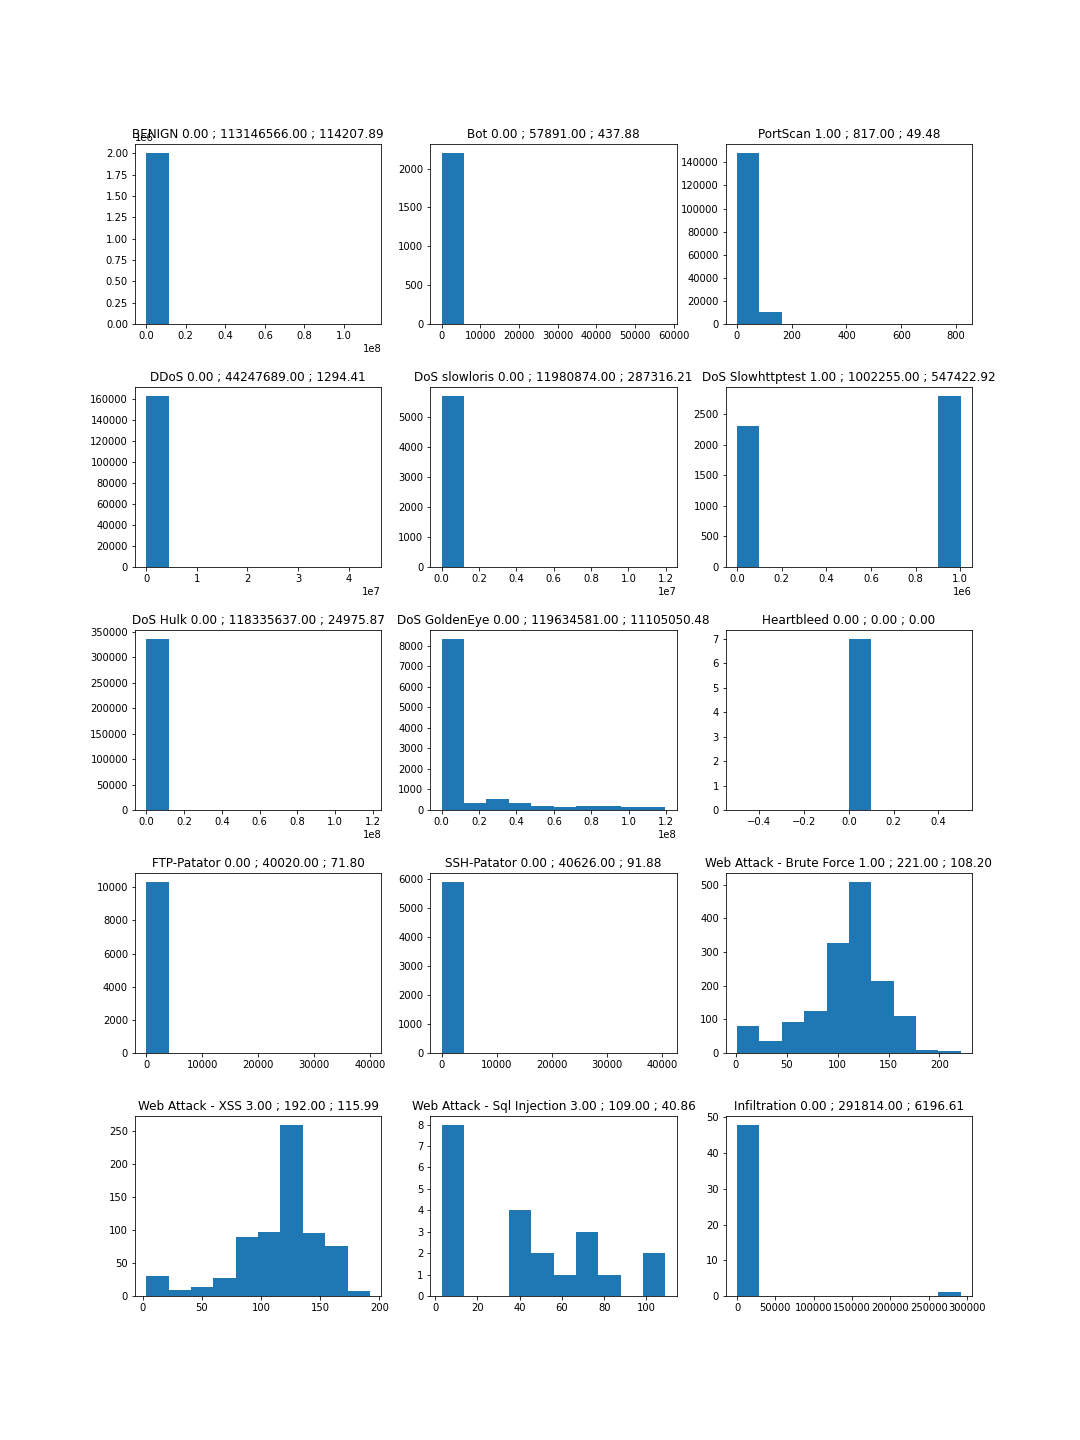 BENIGN 0.00 ; 113146566.00 ; 114207.89
1e6
2.00
1.75
1.50
1.25
1.00
0.75
0.50
0.25
0.00
0.0 0.2 0.4 0.6 0.8 1.0
1e8
Bot 0.00 ; 57891.00 ; 437.88
2000
1500
1000
500
0
0 10000 20000 30000 40000 50000 60000
PortScan 1.00 ; 817.00 ; 49.48
140000
120000
100000
80000
60000
40000
20000
0
0 200 400 600 800
DDoS 0.00 ; 44247689.00 ; 1294.41
160000
140000
120000
100000
80000
60000
40000
20000
0
0 1 2 3 4
1e7
DoS slowloris 0.00 ; 11980874.00 ; 287316.21
5000
4000
3000
2000
1000
0
0.0 0.2 0.4 0.6 0.8 1.0 1.2
1e7
DoS Slowhttptest 1.00 ; 1002255.00 ; 547422.92
2500
2000
1500
1000
500
0
0.0 0.2 0.4 0.6 0.8 1.0
1e6
DoS Hulk 0.00 ; 118335637.00 ; 24975.87
350000
300000
250000
200000
150000
100000
50000
0
0.0 0.2 0.4 0.6 0.8 1.0 1.2
1e8
DoS GoldenEye 0.00 ; 119634581.00 ; 11105050.48
8000
7000
6000
5000
4000
3000
2000
1000
0
0.0 0.2 0.4 0.6 0.8 1.0 1.2
1e8
Heartbleed 0.00 ; 0.00 ; 0.00
7
6
5
4
3
2
1
0
−0.4 −0.2 0.0 0.2 0.4
FTP-Patator 0.00 ; 40020.00 ; 71.80
10000
8000
6000
4000
2000
0
0 10000 20000 30000 40000
SSH-Patator 0.00 ; 40626.00 ; 91.88
6000
5000
4000
3000
2000
1000
0
0 10000 20000 30000 40000
Web Attack - Brute Force 1.00 ; 221.00 ; 108.20
500
400
300
200
100
0
0 50 100 150 200
Web Attack - XSS 3.00 ; 192.00 ; 115.99
250
200
150
100
50
0
0 50 100 150 200
Web Attack - Sql Injection 3.00 ; 109.00 ; 40.86
8
7
6
5
4
3
2
1
0
0 20 40 60 80 100
Infiltration 0.00 ; 291814.00 ; 6196.61
50
40
30
20
10
0
0 50000 100000 150000 200000 250000 300000